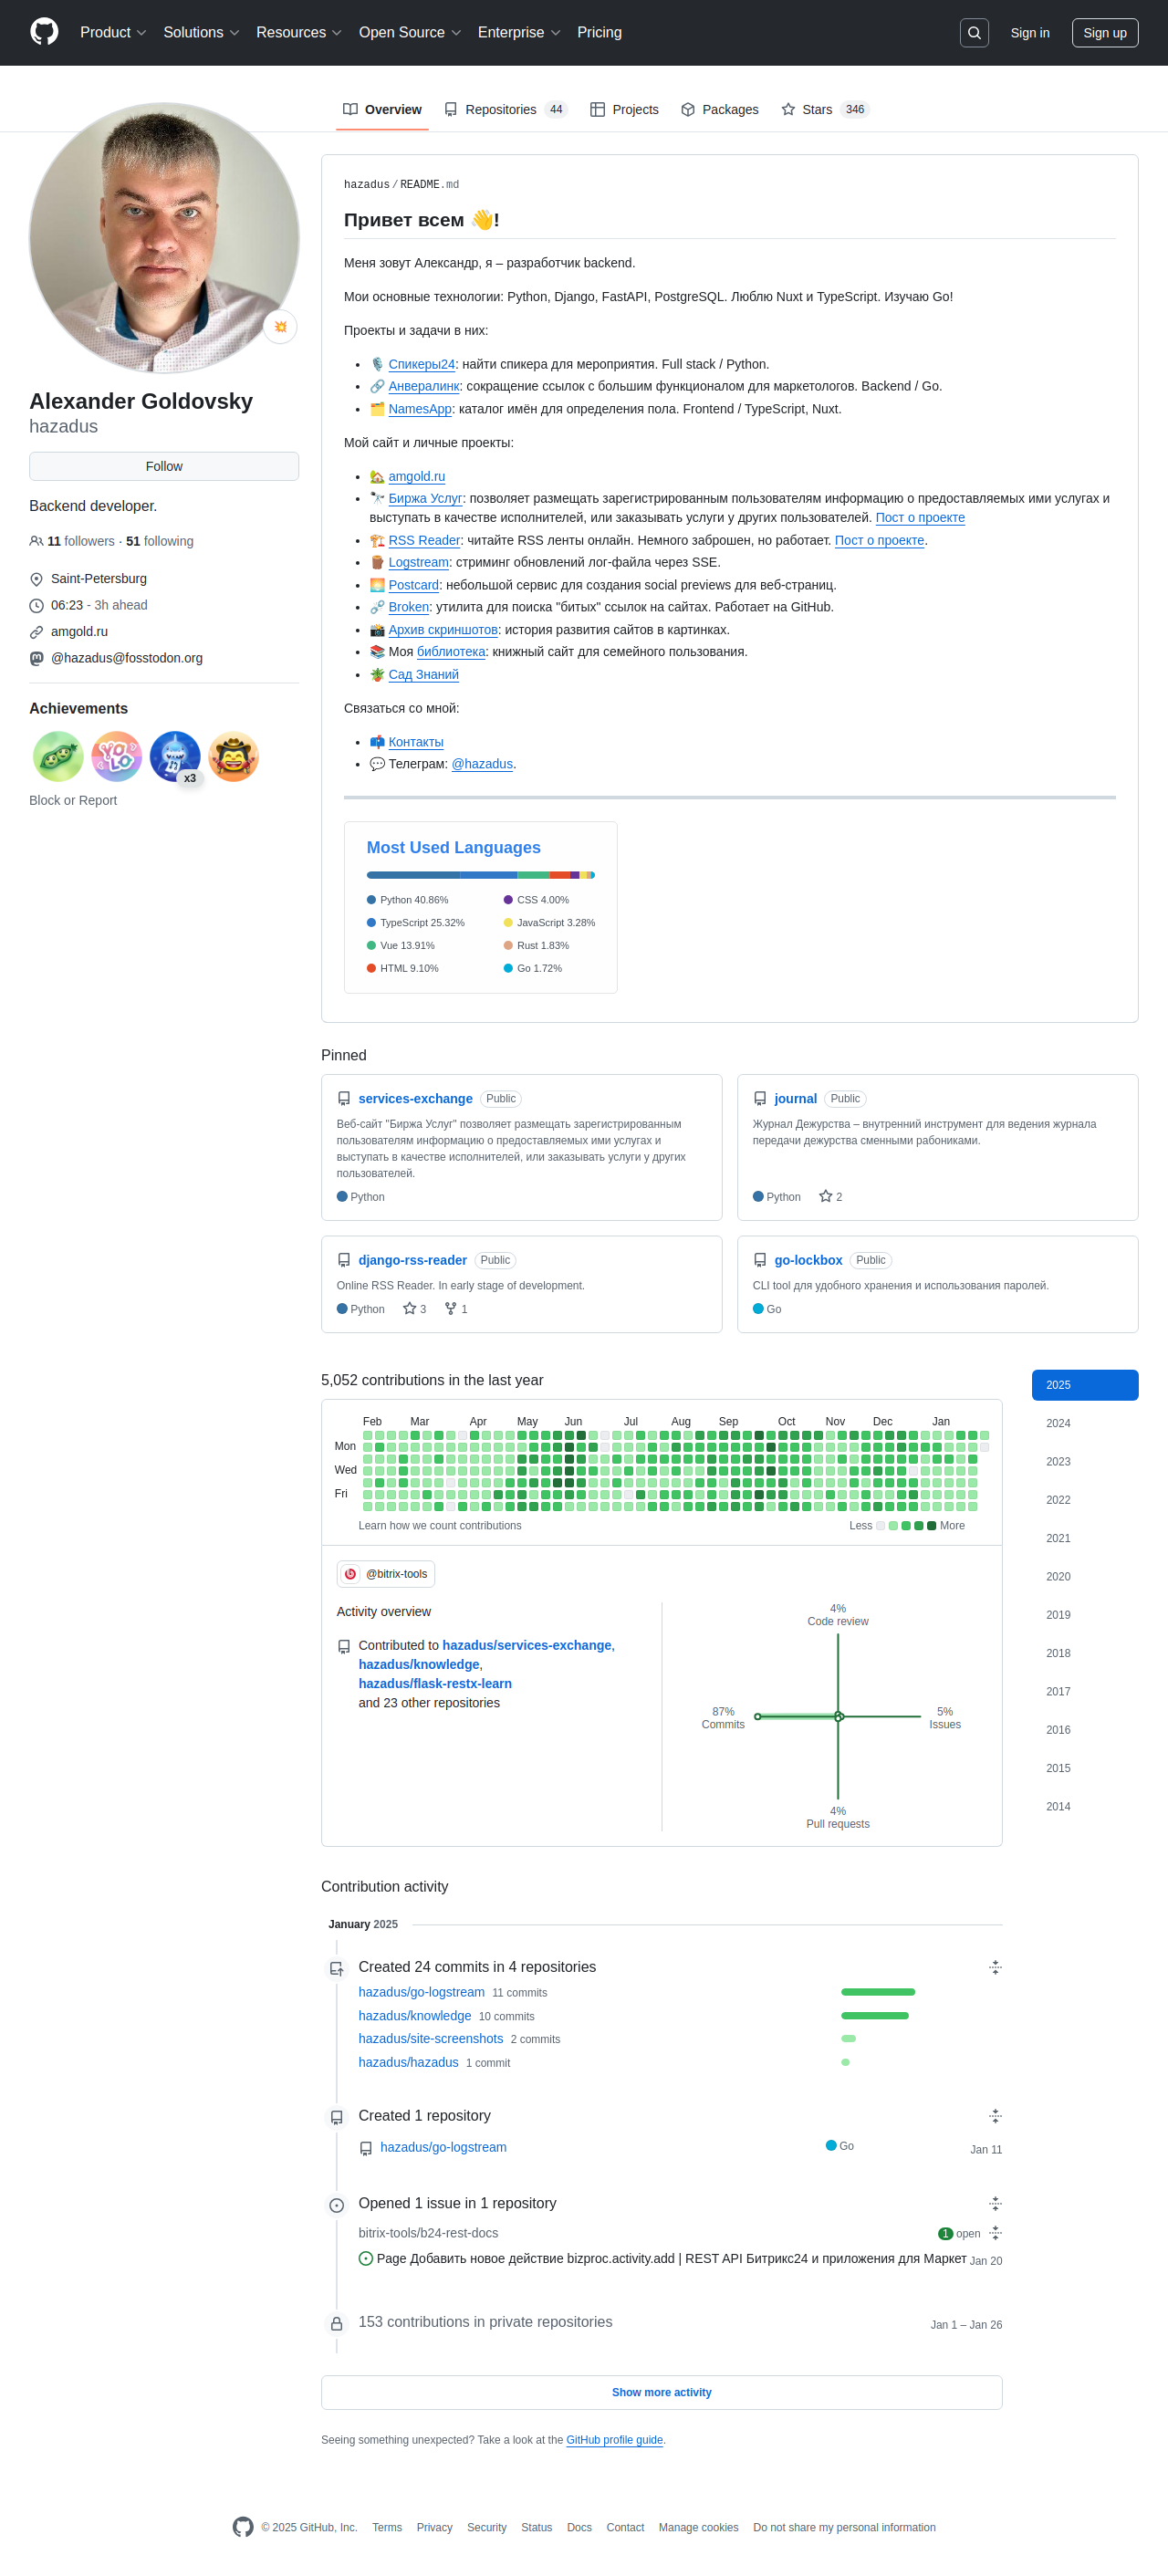 Product Solutions Resources Open Source Enterprise Pricing Sign in Sign up
Overview Repositories 44 Projects Packages Stars 346
Alexander Goldovsky
hazadus
Follow
Backend developer.
11 followers · 51 following
Saint-Petersburg
06:23 - 3h ahead
amgold.ru
@hazadus@fosstodon.org
Achievements
YOLO
x3
Block or Report
hazadus/README.md
Привет всем 👋!
Меня зовут Александр, я – разработчик backend.
Мои основные технологии: Python, Django, FastAPI, PostgreSQL. Люблю Nuxt и TypeScript. Изучаю Go!
Проекты и задачи в них:
🎙️ Спикеры24: найти спикера для мероприятия. Full stack / Python.
🔗 Анвералинк: сокращение ссылок с большим функционалом для маркетологов. Backend / Go.
🗂️ NamesApp: каталог имён для определения пола. Frontend / TypeScript, Nuxt.
Мой сайт и личные проекты:
🏡 amgold.ru
🔭 Биржа Услуг: позволяет размещать зарегистрированным пользователям информацию о предоставляемых ими услугах и
выступать в качестве исполнителей, или заказывать услуги у других пользователей. Пост о проекте
🏗️ RSS Reader: читайте RSS ленты онлайн. Немного заброшен, но работает. Пост о проекте.
🪵 Logstream: стриминг обновлений лог-файла через SSE.
🌅 Postcard: небольшой сервис для создания social previews для веб-страниц.
🔗 Broken: утилита для поиска "битых" ссылок на сайтах. Работает на GitHub.
📸 Архив скриншотов: история развития сайтов в картинках.
📚 Моя библиотека: книжный сайт для семейного пользования.
🪴 Сад Знаний
Связаться со мной:
📫 Контакты
💬 Телеграм: @hazadus.
Most Used Languages
Python 40.86% CSS 4.00%
TypeScript 25.32% JavaScript 3.28%
Vue 13.91% Rust 1.83%
HTML 9.10% Go 1.72%
Pinned
services-exchange Public
Веб-сайт "Биржа Услуг" позволяет размещать зарегистрированным
пользователям информацию о предоставляемых ими услугах и
выступать в качестве исполнителей, или заказывать услуги у других
пользователей.
Python
journal Public
Журнал Дежурства – внутренний инструмент для ведения журнала
передачи дежурства сменными рабониками.
Python 2
django-rss-reader Public
Online RSS Reader. In early stage of development.
Python 3 1
go-lockbox Public
CLI tool для удобного хранения и использования паролей.
Go
5,052 contributions in the last year
Feb Mar Apr May Jun Jul Aug Sep Oct Nov Dec Jan
Mon
Wed
Fri
Learn how we count contributions Less More
@bitrix-tools
Activity overview
Contributed to hazadus/services-exchange,
hazadus/knowledge,
hazadus/flask-restx-learn
and 23 other repositories
4%
Code review
87%
Commits
5%
Issues
4%
Pull requests
2025
2024
2023
2022
2021
2020
2019
2018
2017
2016
2015
2014
Contribution activity
January 2025
Created 24 commits in 4 repositories
hazadus/go-logstream 11 commits
hazadus/knowledge 10 commits
hazadus/site-screenshots 2 commits
hazadus/hazadus 1 commit
Created 1 repository
hazadus/go-logstream Go Jan 11
Opened 1 issue in 1 repository
bitrix-tools/b24-rest-docs 1 open
Page Добавить новое действие bizproc.activity.add | REST API Битрикс24 и приложения для Маркет Jan 20
153 contributions in private repositories Jan 1 – Jan 26
Show more activity
Seeing something unexpected? Take a look at the GitHub profile guide.
© 2025 GitHub, Inc. Terms Privacy Security Status Docs Contact Manage cookies Do not share my personal information